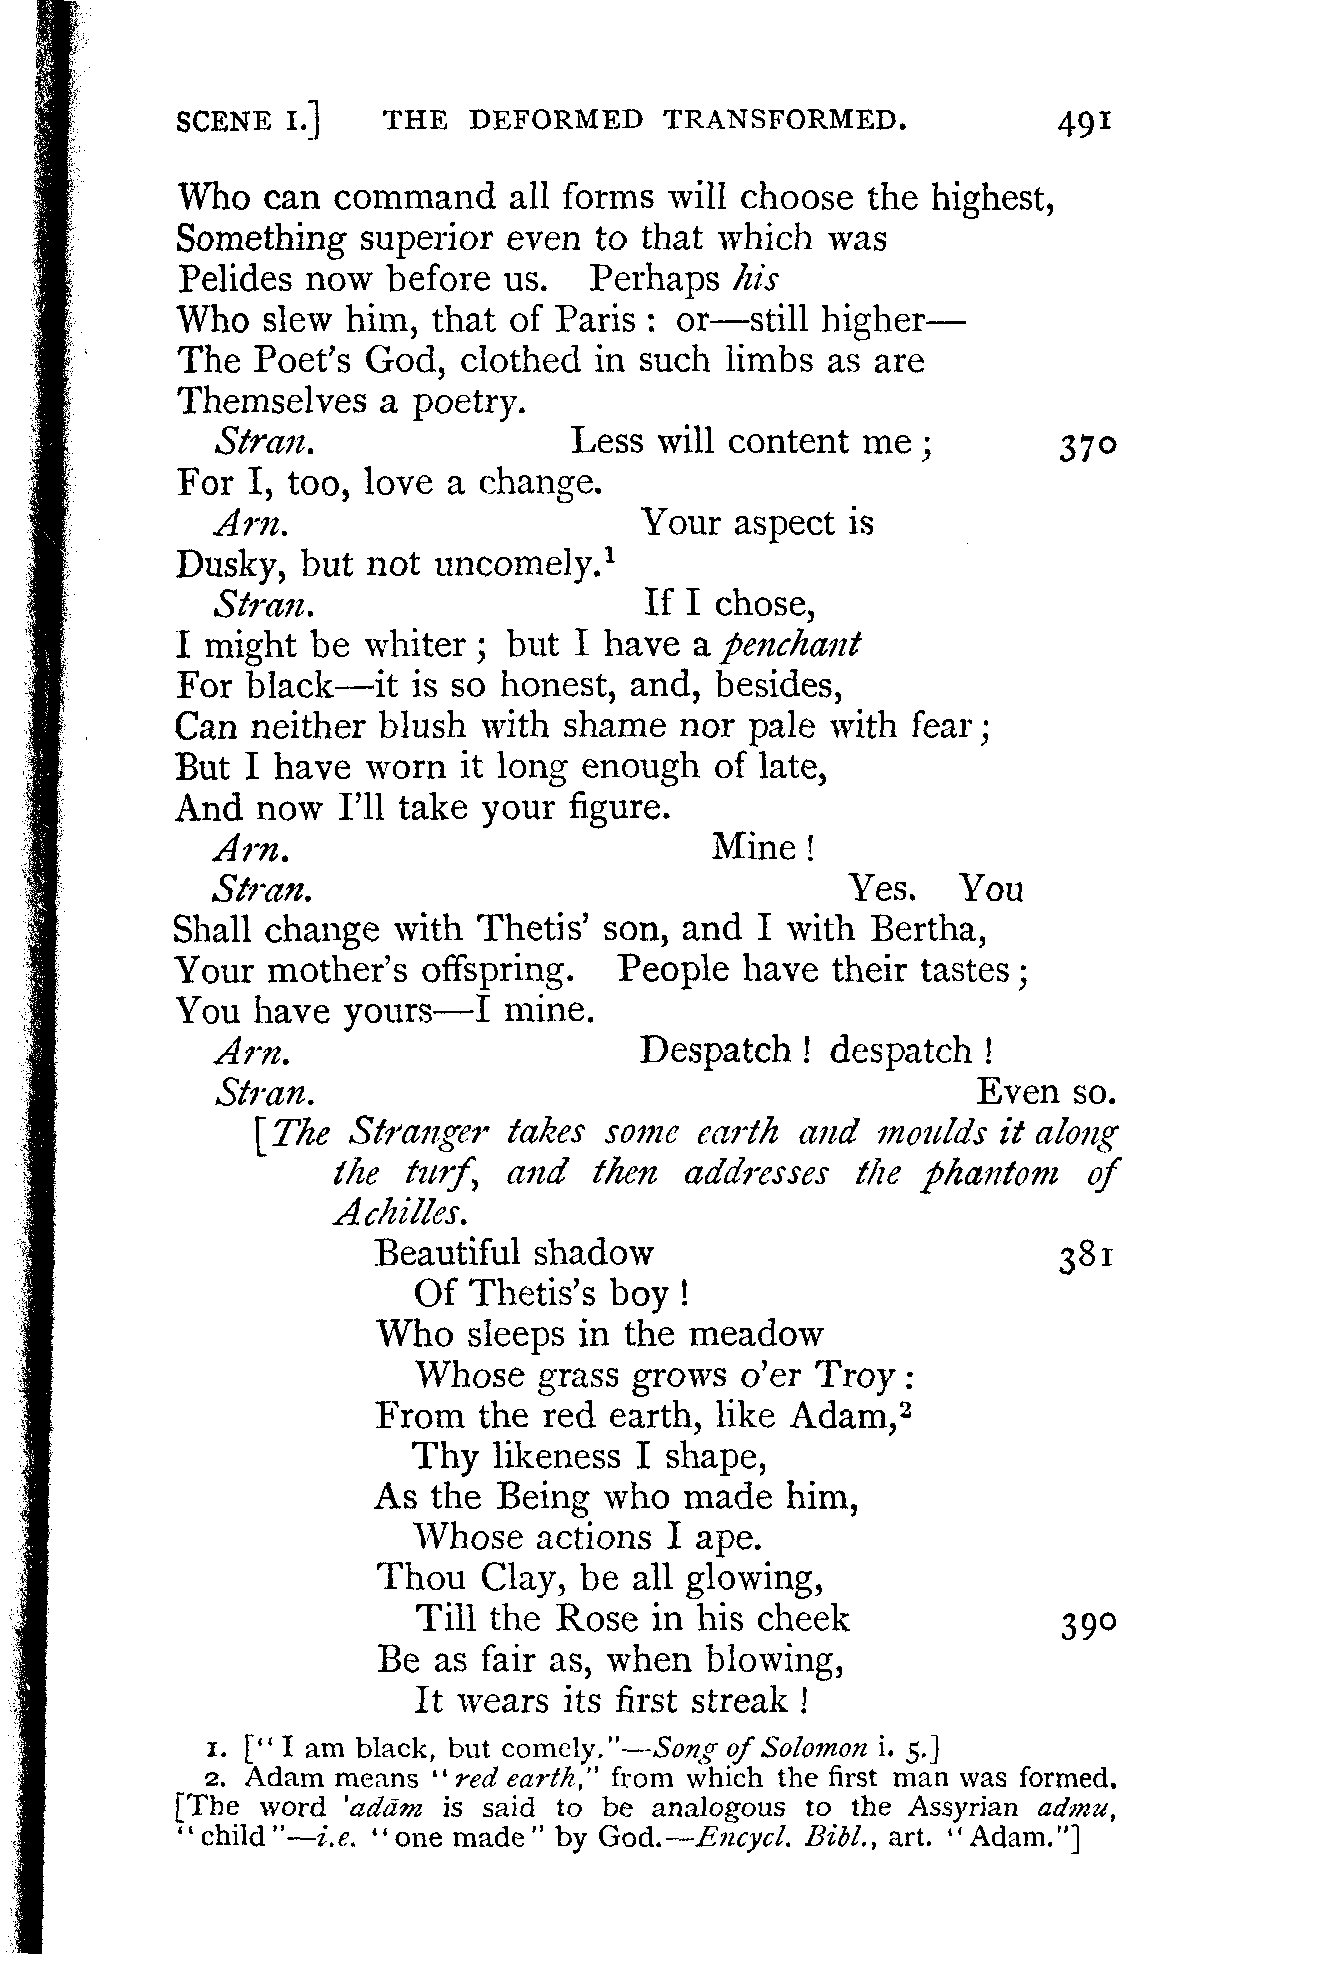 SCENE I.] THE DEFORMED TRANSFORMED. 491
Who can command all forms will choose the highest,
Something superior even to that which was
Pelides now before us. Perhaps his
Who slew him, that of Paris : or—still higher—
The Poet's God, clothed in such limbs as are
Themselves a poetry.
Stran. Less will content me ; 370
For I, too, love a change.
Arn. Your aspect is
Dusky, but not uncomely.¹
Stran. If I chose,
I might be whiter ; but I have a penchant
For black—it is so honest, and, besides,
Can neither blush with shame nor pale with fear ;
But I have worn it long enough of late,
And now I'll take your figure.
Arn. Mine !
Stran. Yes. You
Shall change with Thetis' son, and I with Bertha,
Your mother's offspring. People have their tastes ;
You have yours—I mine.
Arn. Despatch ! despatch !
Stran. Even so.
[The Stranger takes some earth and moulds it along
the turf, and then addresses the phantom of
Achilles.
Beautiful shadow 381
Of Thetis's boy !
Who sleeps in the meadow
Whose grass grows o'er Troy :
From the red earth, like Adam,²
Thy likeness I shape,
As the Being who made him,
Whose actions I ape.
Thou Clay, be all glowing,
Till the Rose in his cheek 390
Be as fair as, when blowing,
It wears its first streak !
1. ["I am black, but comely."—Song of Solomon i. 5.]
2. Adam means "red earth," from which the first man was formed.
[The word 'adām is said to be analogous to the Assyrian admu,
"child"—i.e. "one made" by God.—Encycl. Bibl., art. "Adam."]